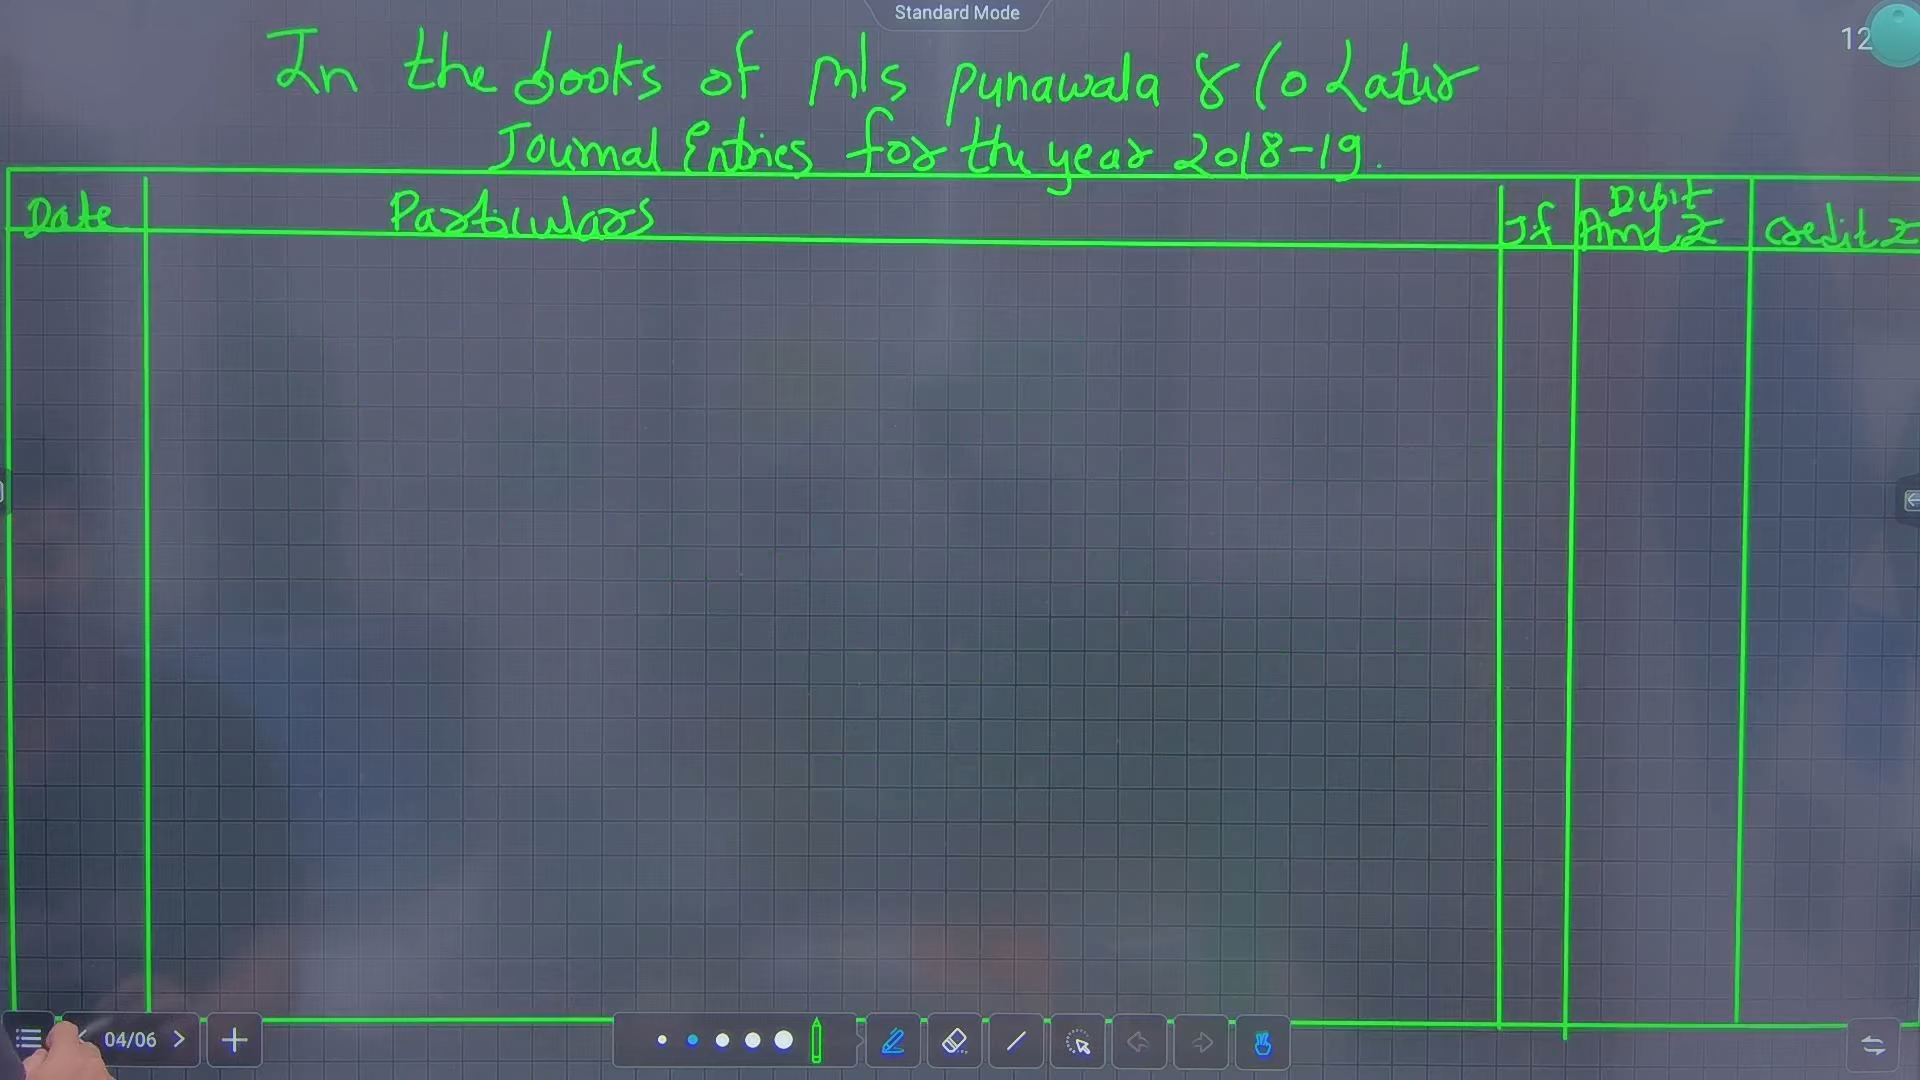 Standard Mode
12
In the books of M/s Punawala & Co Latur
Journal Entries for the year 2018-19.
Date Particulars J.f Debit Amt. ₹ Credit ₹
04/06